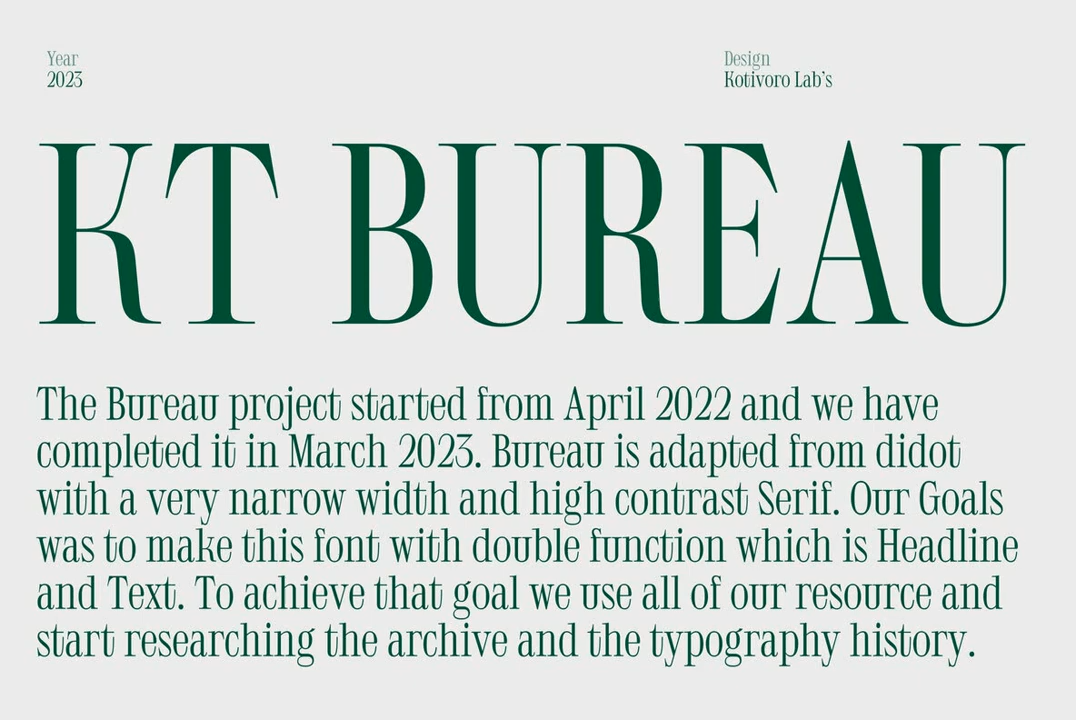 Year
2023
Design
Kotivoro Lab's
KT BUREAU
The Bureau project started from April 2022 and we have
completed it in March 2023. Bureau is adapted from didot
with a very narrow width and high contrast Serif. Our Goals
was to make this font with double function which is Headline
and Text. To achieve that goal we use all of our resource and
start researching the archive and the typography history.